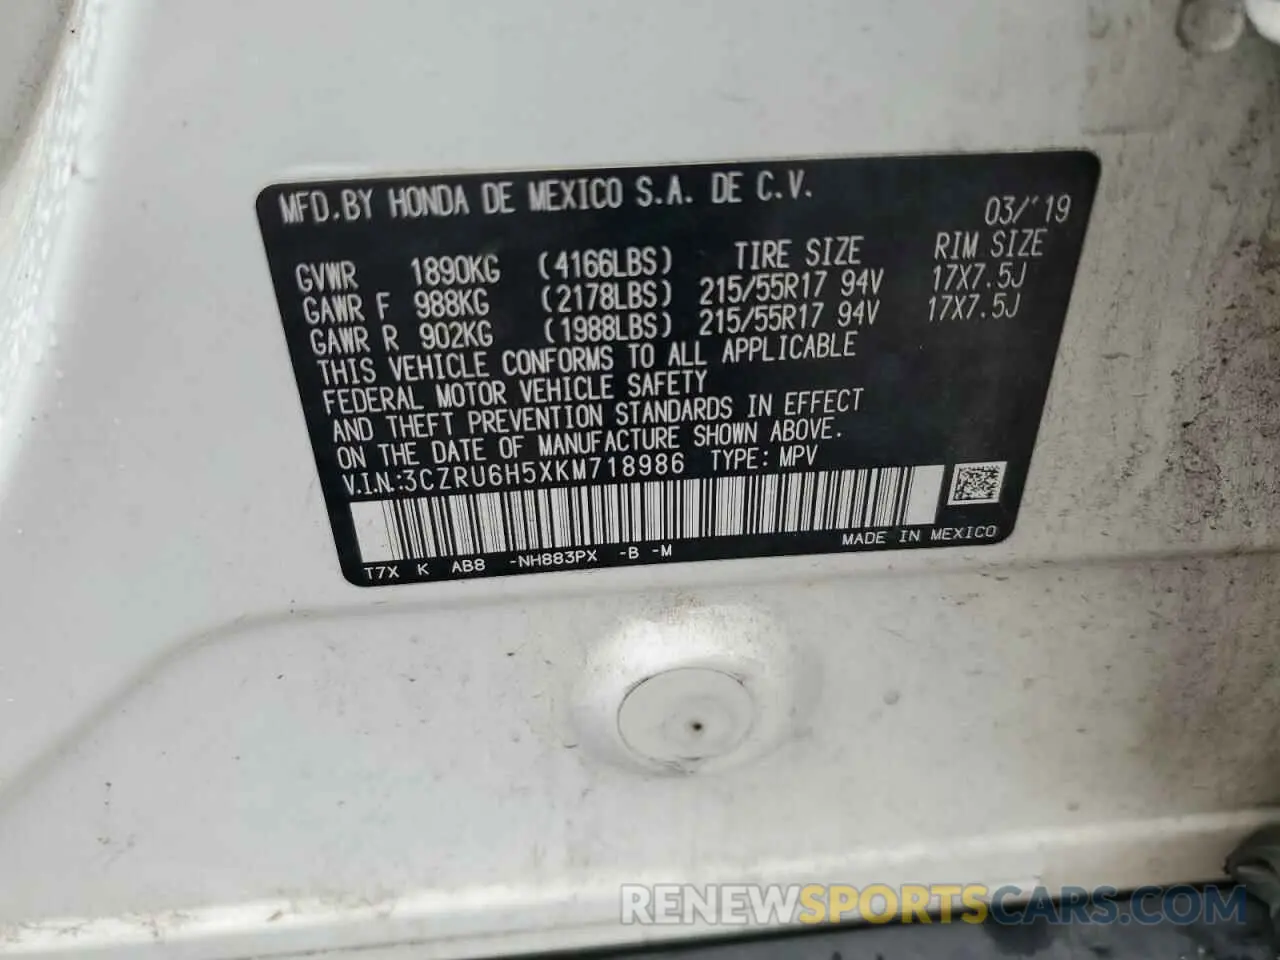 MFD.BY HONDA DE MEXICO S.A. DE C.V. 03/'19
GVWR 1890KG (4166LBS) TIRE SIZE RIM SIZE
GAWR F 988KG (2178LBS) 215/55R17 94V 17X7.5J
GAWR R 902KG (1988LBS) 215/55R17 94V 17X7.5J
THIS VEHICLE CONFORMS TO ALL APPLICABLE
FEDERAL MOTOR VEHICLE SAFETY
AND THEFT PREVENTION STANDARDS IN EFFECT
ON THE DATE OF MANUFACTURE SHOWN ABOVE.
V.I.N.:3CZRU6H5XKM718986 TYPE: MPV
T7X K AB8 -NH883PX -B -M MADE IN MEXICO
RENEWSPORTSCARS.COM